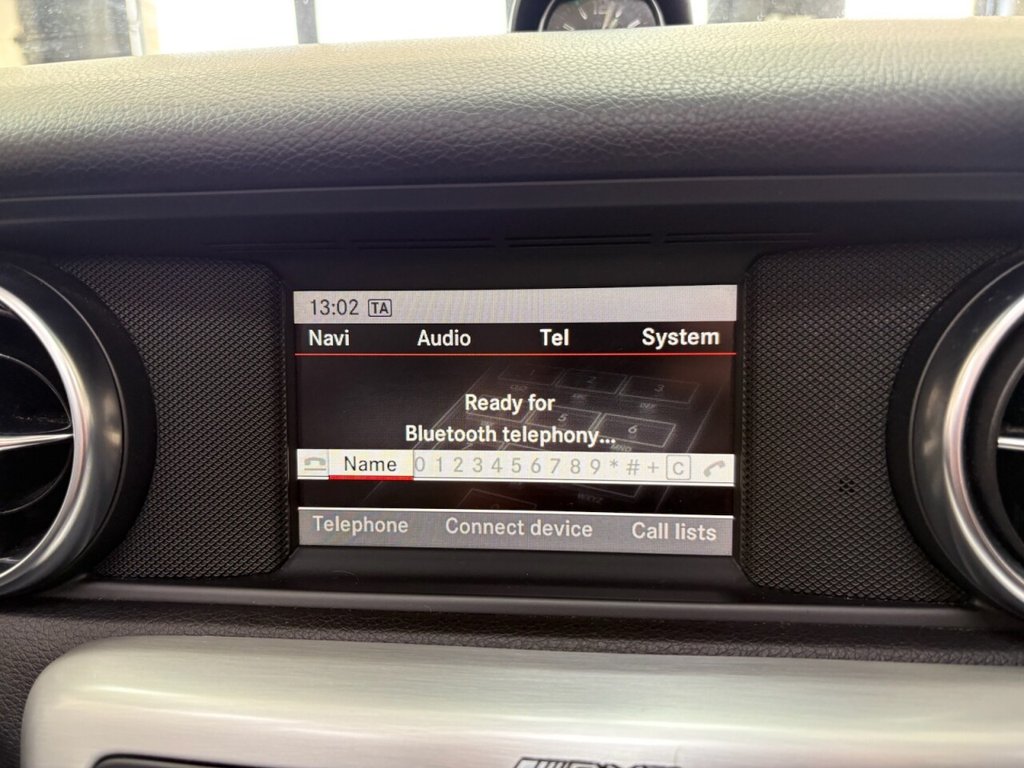 13:02 TA
Navi Audio Tel System
Ready for
Bluetooth telephony...
Name 0 1 2 3 4 5 6 7 8 9 * # + C
Telephone Connect device Call lists